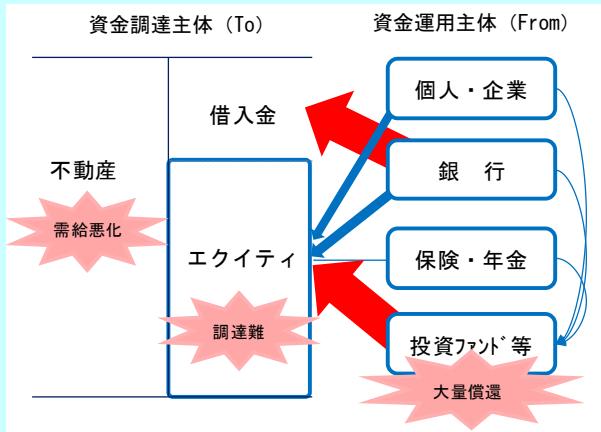 資金調達主体（To）
資金運用主体（From）
借入金
不動産
需給悪化
エクイティ
調達難
個人・企業
銀　行
保険・年金
投資ﾌｧﾝﾄﾞ等
大量償還